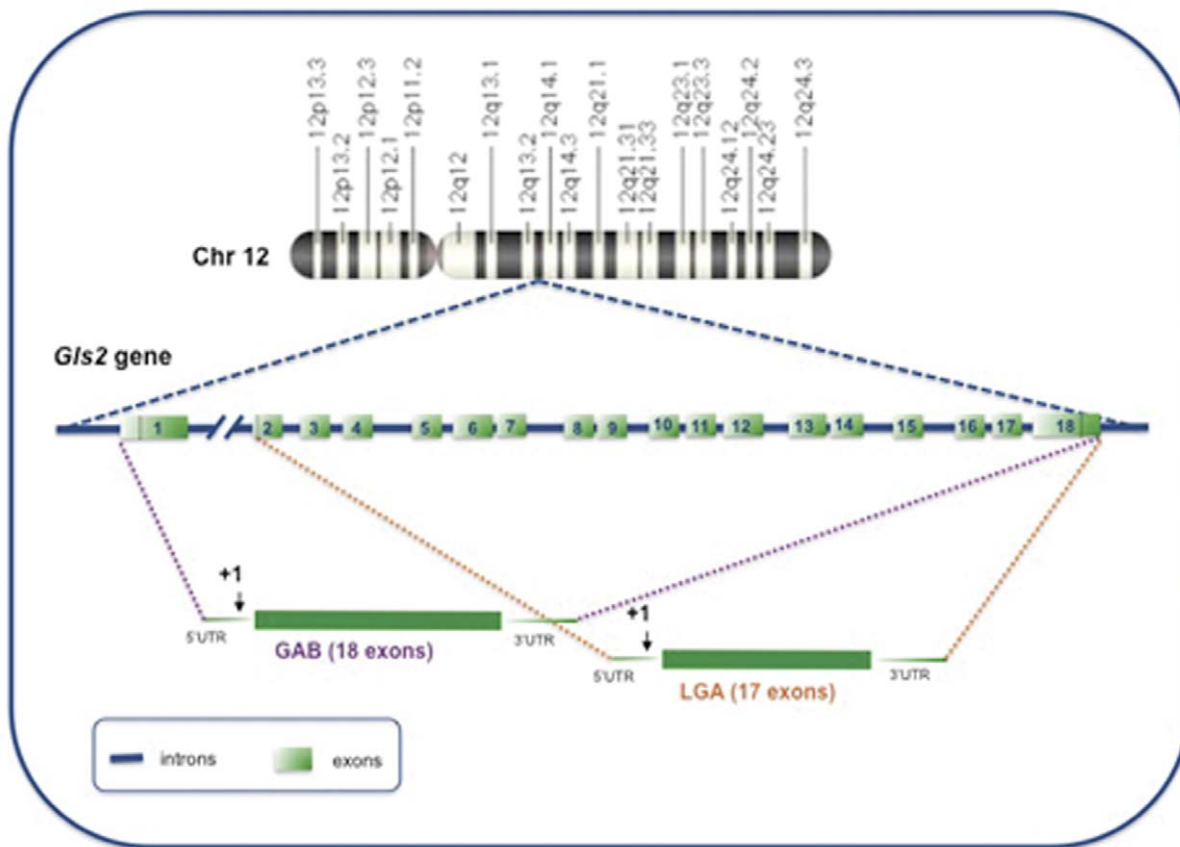 12p13.3
12p13.2
12p12.3
12p12.1
12p11.2
12q12
12q13.1
12q13.2
12q14.1
12q14.3
12q21.1
12q21.31
12q21.33
12q23.1
12q23.3
12q24.12
12q24.2
12q24.23
12q24.3
Chr 12
Gls2 gene
1 2 3 4 5 6 7 8 9 10 11 12 13 14 15 16 17 18
+1
5'UTR
3'UTR
GAB (18 exons)
+1
5'UTR
3'UTR
LGA (17 exons)
introns
exons